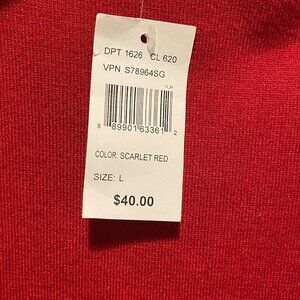 DPT 1626 CL 620
VPN S78964SG
8 89901 63361 2
COLOR: SCARLET RED
SIZE: L
$40.00